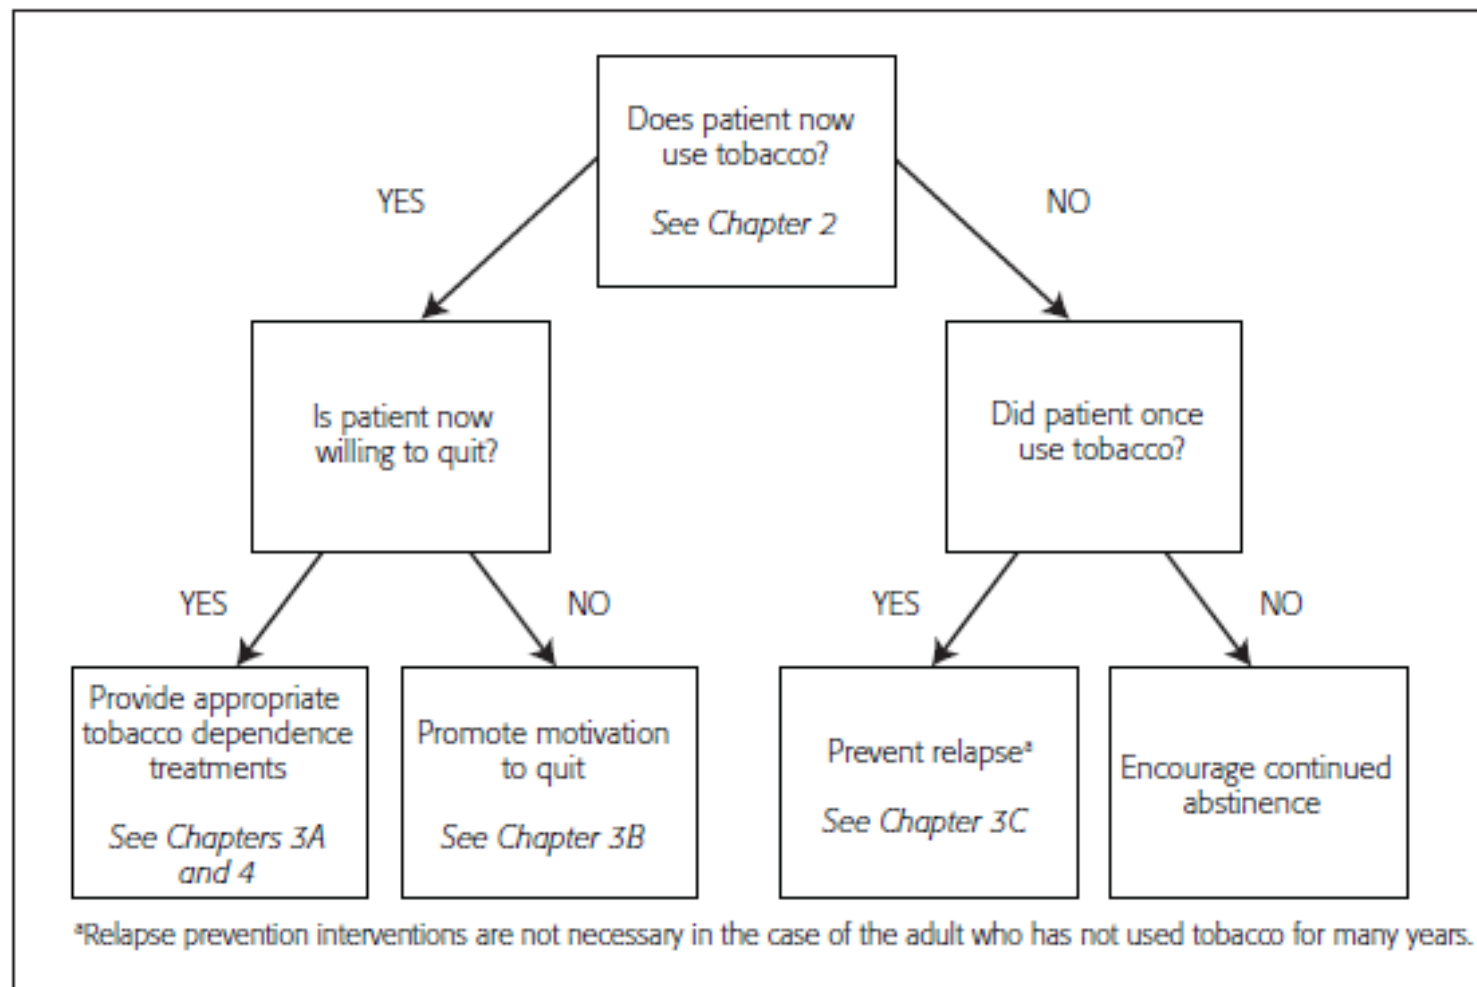 Does patient now
use tobacco?
See Chapter 2
YES
NO
Is patient now
willing to quit?
Did patient once
use tobacco?
YES
NO
YES
NO
Provide appropriate
tobacco dependence
treatments
See Chapters 3A
and 4
Promote motivation
to quit
See Chapter 3B
Prevent relapseª
See Chapter 3C
Encourage continued
abstinence
ªRelapse prevention interventions are not necessary in the case of the adult who has not used tobacco for many years.